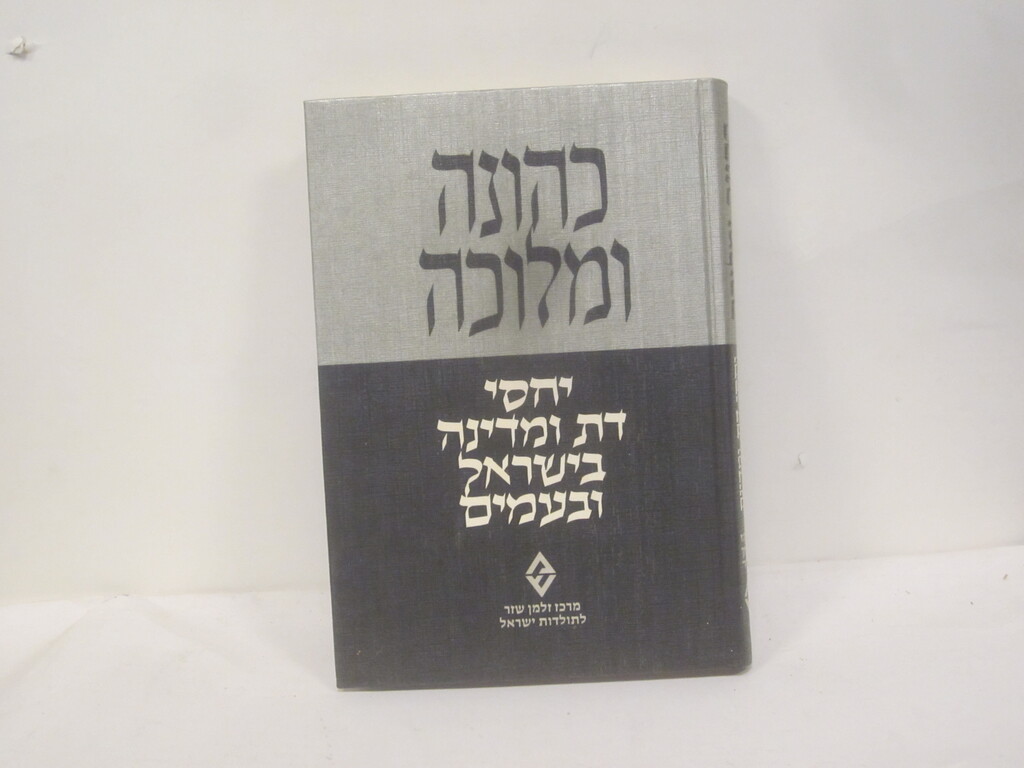 כהונה
ומלוכה
יחסי
דת ומדינה
בישראל
ובעמים
מרכז זלמן שזר
לתולדות ישראל